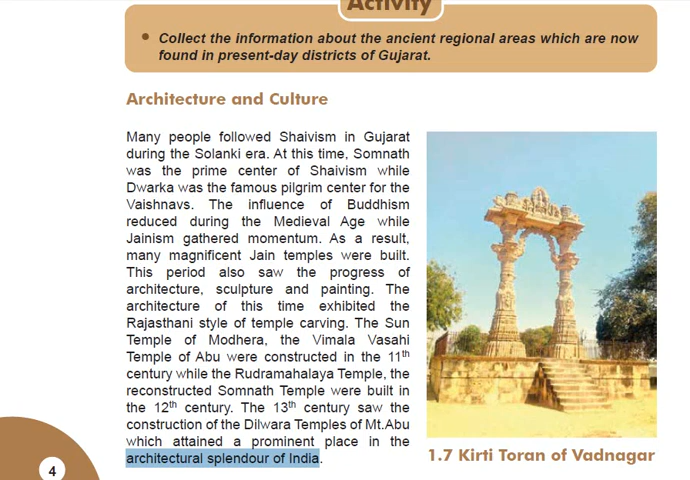 Activity
• Collect the information about the ancient regional areas which are now
found in present-day districts of Gujarat.
Architecture and Culture
Many people followed Shaivism in Gujarat
during the Solanki era. At this time, Somnath
was the prime center of Shaivism while
Dwarka was the famous pilgrim center for the
Vaishnavs. The influence of Buddhism
reduced during the Medieval Age while
Jainism gathered momentum. As a result,
many magnificent Jain temples were built.
This period also saw the progress of
architecture, sculpture and painting. The
architecture of this time exhibited the
Rajasthani style of temple carving. The Sun
Temple of Modhera, the Vimala Vasahi
Temple of Abu were constructed in the 11th
century while the Rudramahalaya Temple, the
reconstructed Somnath Temple were built in
the 12th century. The 13th century saw the
construction of the Dilwara Temples of Mt.Abu
which attained a prominent place in the
architectural splendour of India.
1.7 Kirti Toran of Vadnagar
4